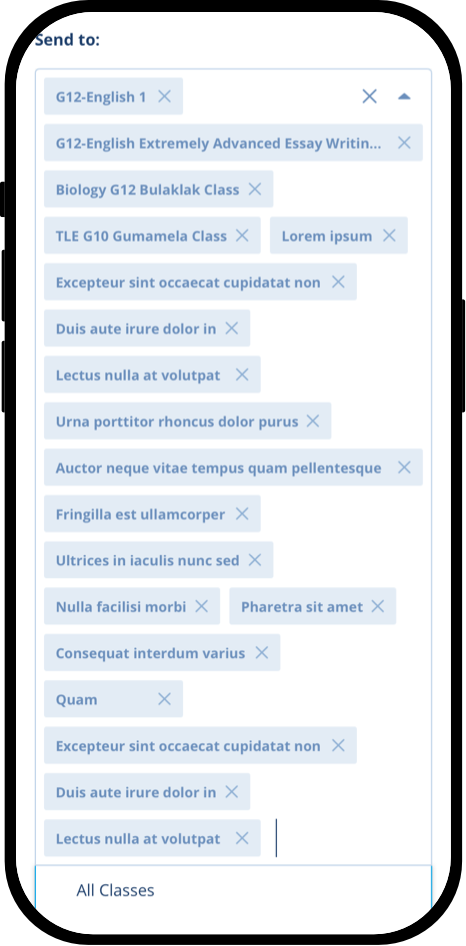 Send to:
G12-English 1
G12-English Extremely Advanced Essay Writin...
Biology G12 Bulaklak Class
TLE G10 Gumamela Class Lorem ipsum
Excepteur sint occaecat cupidatat non
Duis aute irure dolor in
Lectus nulla at volutpat
Urna porttitor rhoncus dolor purus
Auctor neque vitae tempus quam pellentesque
Fringilla est ullamcorper
Ultrices in iaculis nunc sed
Nulla facilisi morbi Pharetra sit amet
Consequat interdum varius
Quam
Excepteur sint occaecat cupidatat non
Duis aute irure dolor in
Lectus nulla at volutpat
All Classes